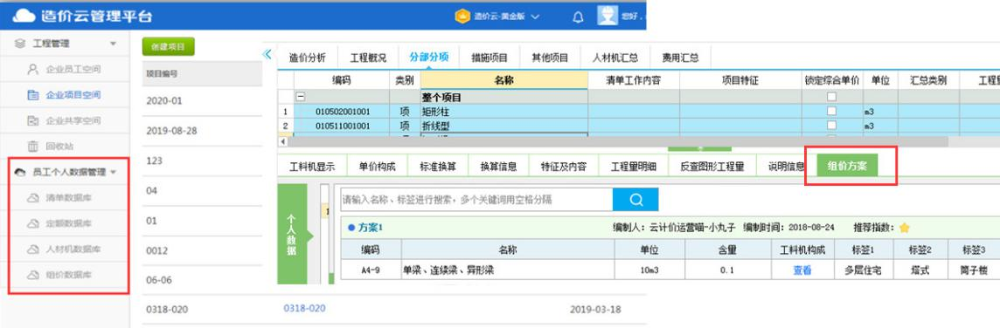 造价云管理平台
造价云-黄金版
您好，
工程管理
企业员工空间
企业项目空间
企业共享空间
回收站
员工个人数据管理
清单数据库
定额数据库
人材机数据库
组价数据库
创建项目
项目编号
2020-01
2019-08-28
123
04
01
0012
06-06
0318-020 0318-020 2019-03-18
造价分析 工程概况 分部分项 措施项目 其他项目 人材机汇总 费用汇总
编码 类别 名称 清单工作内容 项目特征 锁定综合单价 单位 汇总类别 工程量
整个项目
1 010502001001 项 矩形柱 m3
2 010511001001 项 折线型 m3
工料机显示 单价构成 标准换算 换算信息 特征及内容 工程量明细 反查图形工程量 说明信息 组价方案
个人数据
1
请输入名称、标签进行搜索，多个关键词用空格分隔
方案1 编制人：云计价运营喵-小丸子 编制时间：2018-08-24 推荐指数：
编码 名称 单位 含量 工料机构成 标签1 标签2 标签3
A4-9 单梁、连续梁、异形梁 10m3 0.1 查看 多层住宅 塔式 筒子楼